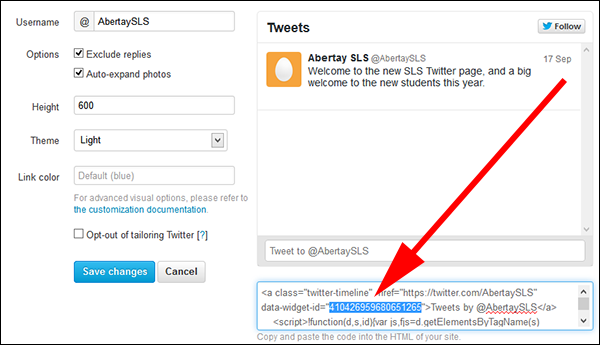 Username @ AbertaySLS
Options Exclude replies
Auto-expand photos
Height 600
Theme Light
Link color Default (blue)
For advanced visual options, please refer to
the customization documentation.
Opt-out of tailoring Twitter [?]
Save changes Cancel
Tweets Follow
Abertay SLS @AbertaySLS 17 Sep
Welcome to the new SLS Twitter page, and a big
welcome to the new students this year.
Tweet to @AbertaySLS
<a class="twitter-timeline" href="https://twitter.com/AbertaySLS"
data-widget-id="410426959680651265">Tweets by @AbertaySLS</a>
<script>!function(d,s,id){var js,fjs=d.getElementsByTagName(s)
Copy and paste the code into the HTML of your site.